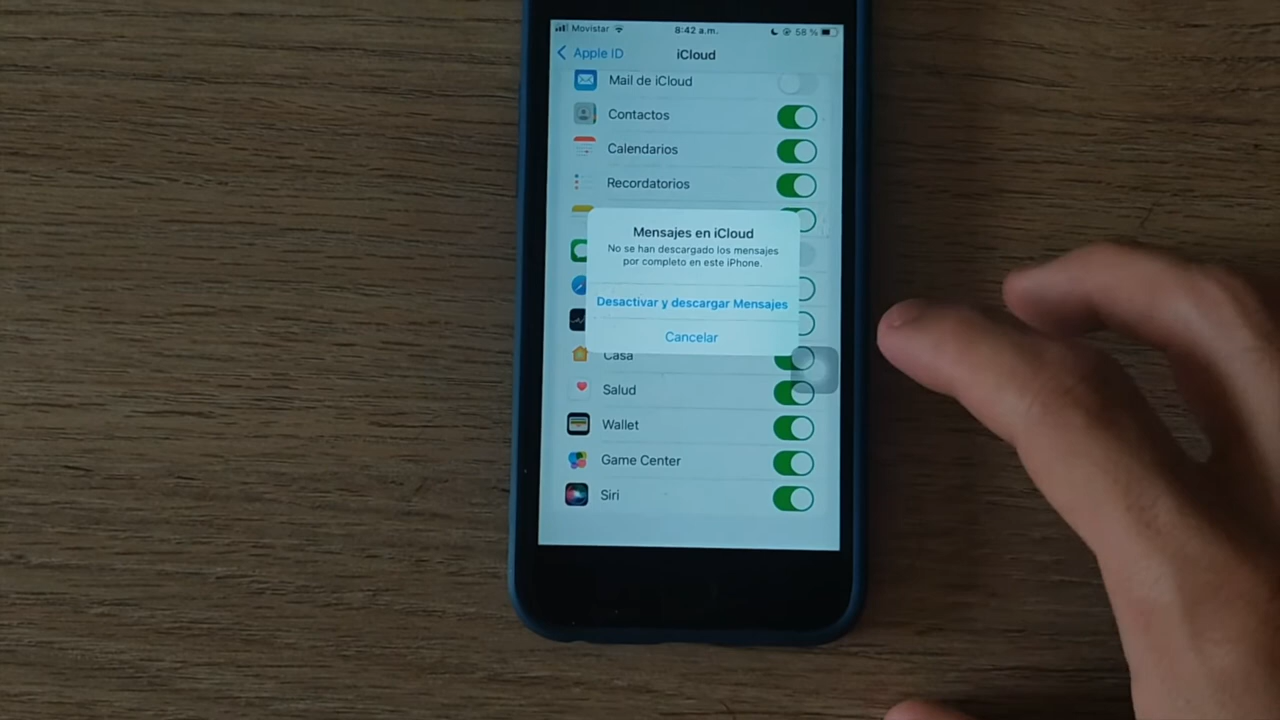 Movistar
8:42 a.m.
58 %
Apple ID
iCloud
Mail de iCloud
Contactos
Calendarios
Recordatorios
Mensajes en iCloud
No se han descargado los mensajes
por completo en este iPhone.
Desactivar y descargar Mensajes
Cancelar
Casa
Salud
Wallet
Game Center
Siri